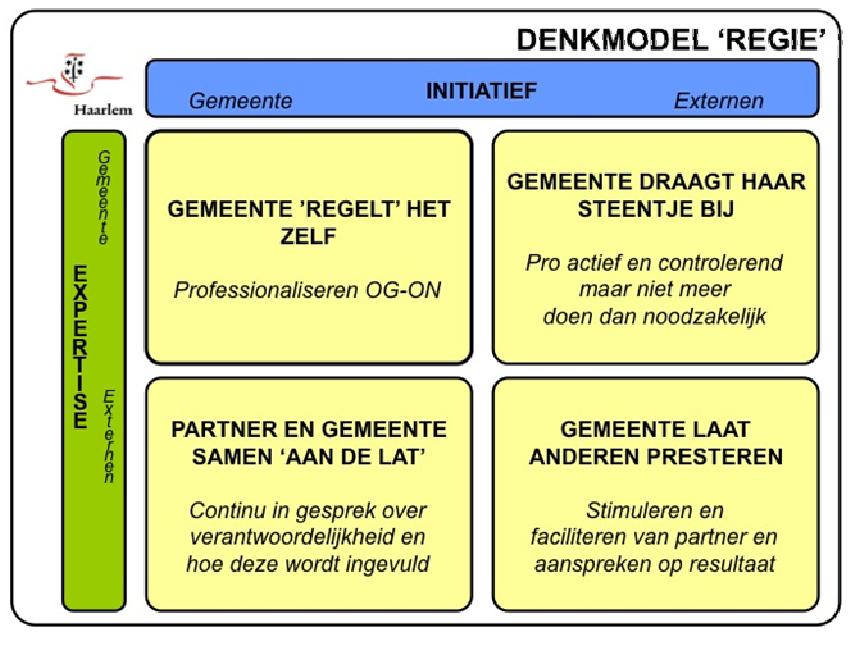 DENKMODEL ‘REGIE’
Haarlem
Gemeente
INITIATIEF
Externen
Gemeente
EXPERTISE
Externen
GEMEENTE ’REGELT’ HET
ZELF
Professionaliseren OG-ON
GEMEENTE DRAAGT HAAR
STEENTJE BIJ
Pro actief en controlerend
maar niet meer
doen dan noodzakelijk
PARTNER EN GEMEENTE
SAMEN ‘AAN DE LAT’
Continu in gesprek over
verantwoordelijkheid en
hoe deze wordt ingevuld
GEMEENTE LAAT
ANDEREN PRESTEREN
Stimuleren en
faciliteren van partner en
aanspreken op resultaat